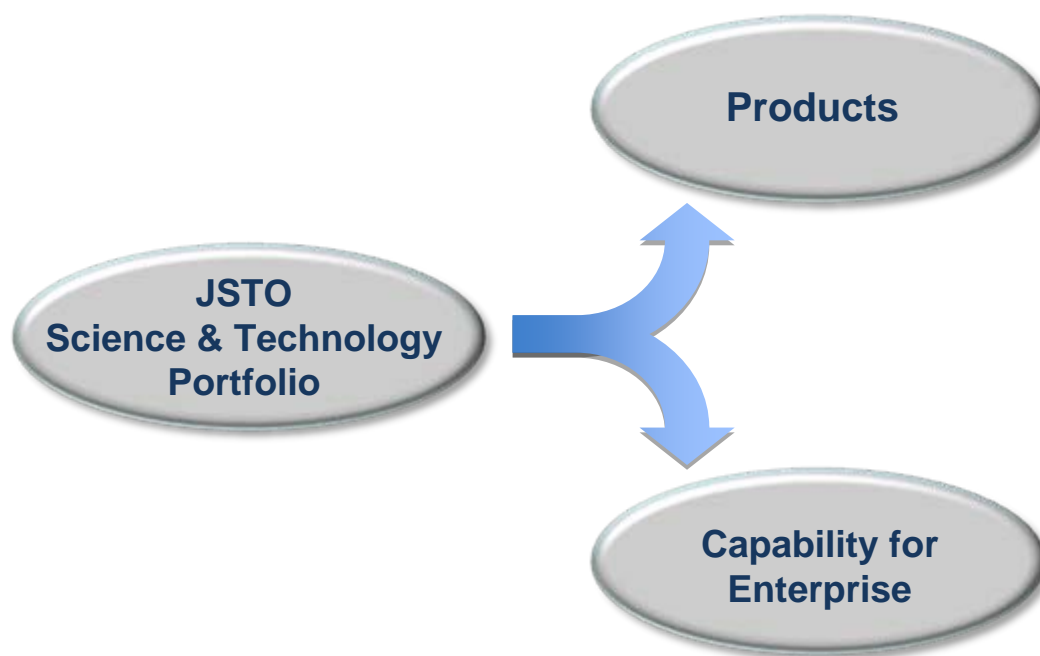 Products
JSTO
Science & Technology
Portfolio
Capability for
Enterprise